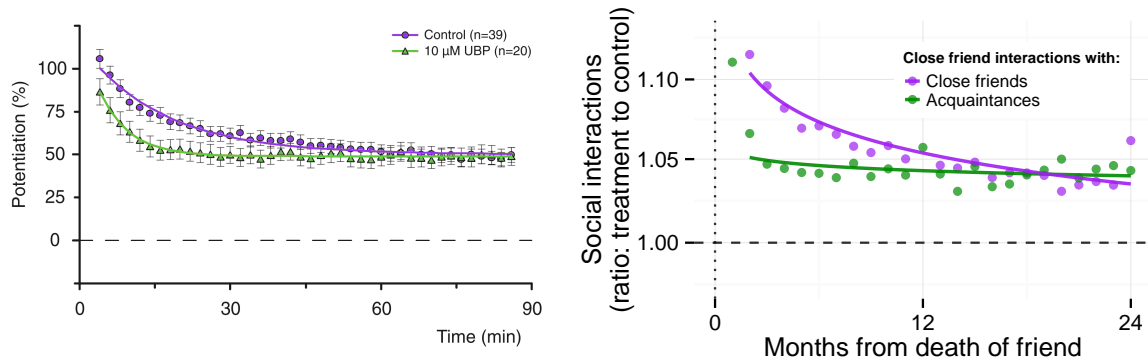 Control (n=39)
10 µM UBP (n=20)
Potentiation (%)
100
75
50
25
0
0
30
60
90
Time (min)
Social interactions
(ratio: treatment to control)
Close friend interactions with:
Close friends
Acquaintances
1.10
1.05
1.00
0
12
24
Months from death of friend